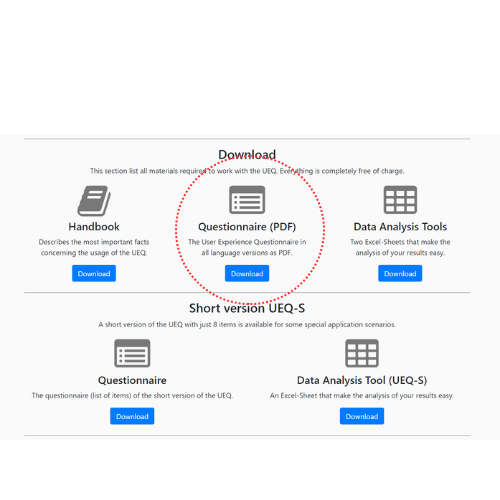 Download
This section list all materials required to work with the UEQ. Everything is completely free of charge.
Handbook
Describes the most important facts
concerning the usage of the UEQ.
Download
Questionnaire (PDF)
The User Experience Questionnaire in
all language versions as PDF.
Download
Data Analysis Tools
Two Excel-Sheets that make the
analysis of your results easy.
Download
Short version UEQ-S
A short version of the UEQ with just 8 items is available for some special application scenarios.
Questionnaire
The questionnaire (list of items) of the short version of the UEQ.
Download
Data Analysis Tool (UEQ-S)
An Excel-Sheet that make the analysis of your results easy.
Download